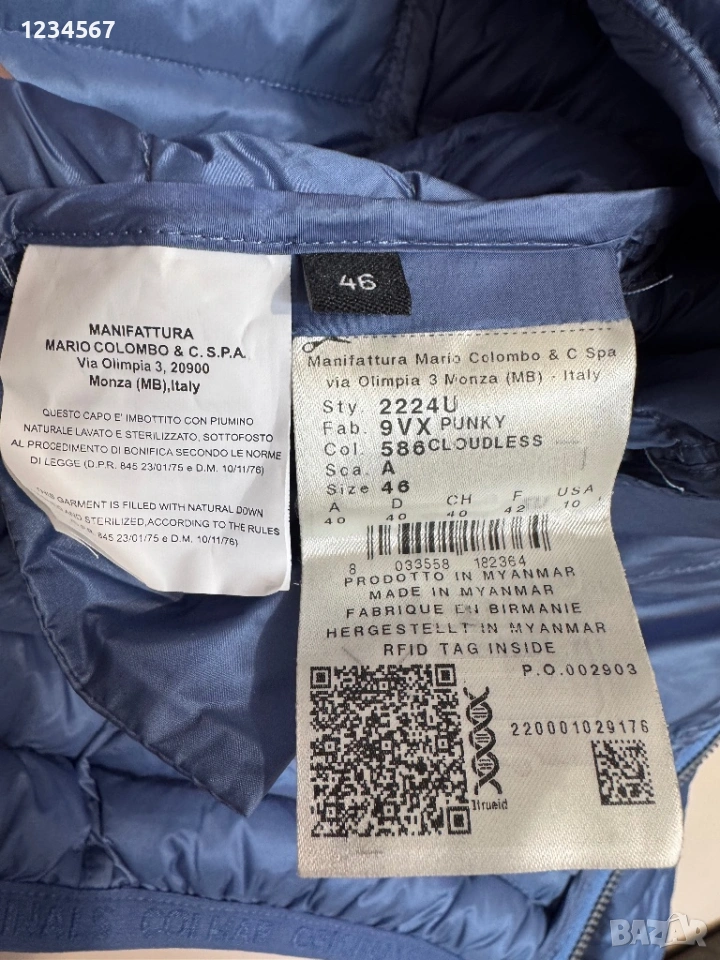 1234567
46
MANIFATTURA
MARIO COLOMBO & C. S.P.A.
Via Olimpia 3, 20900
Monza (MB),Italy
QUESTO CAPO E' IMBOTTITO CON PIUMINO
NATURALE LAVATO E STERILIZZATO, SOTTOFOSTO
AL PROCEDIMENTO DI BONIFICA SECONDO LE NORME
DI LEGGE (D.P.R. 845 23/01/75 e D.M. 10/11/76)
THIS GARMENT IS FILLED WITH NATURAL DOWN
AND STERILIZED,ACCORDING TO THE RULES
845 23/01/75 e D.M. 10/11/76)
Manifattura Mario Colombo & C Spa
via Olimpia 3 Monza (MB) - Italy
Sty. 2224U
Fab. 9VX PUNKY
Col. 586CLOUDLESS
Sca. A
Size 46
A D CH F USA
40 40 40 42 10
8 033558 182364
PRODOTTO IN MYANMAR
MADE IN MYANMAR
FABRIQUE EN BIRMANIE
HERGESTELLT IN MYANMAR
RFID TAG INSIDE
P.O.002903
220001029176
1Trueid
BAZAR